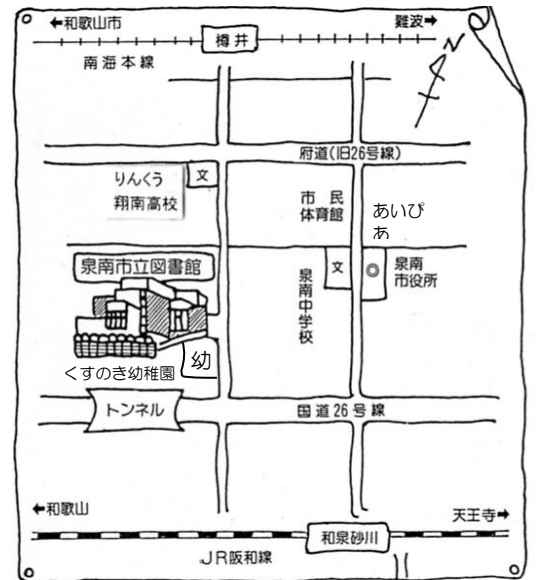 ←和歌山市
難波→
樽井
南海本線
N
府道(旧26号線)
文
りんくう
翔南高校
市民
体育館
あいぴ
あ
泉南市立図書館
文
泉南中学校
◎
泉南
市役所
幼
くすのき幼稚園
トンネル
国道26号線
←和歌山
天王寺→
和泉砂川
JR阪和線